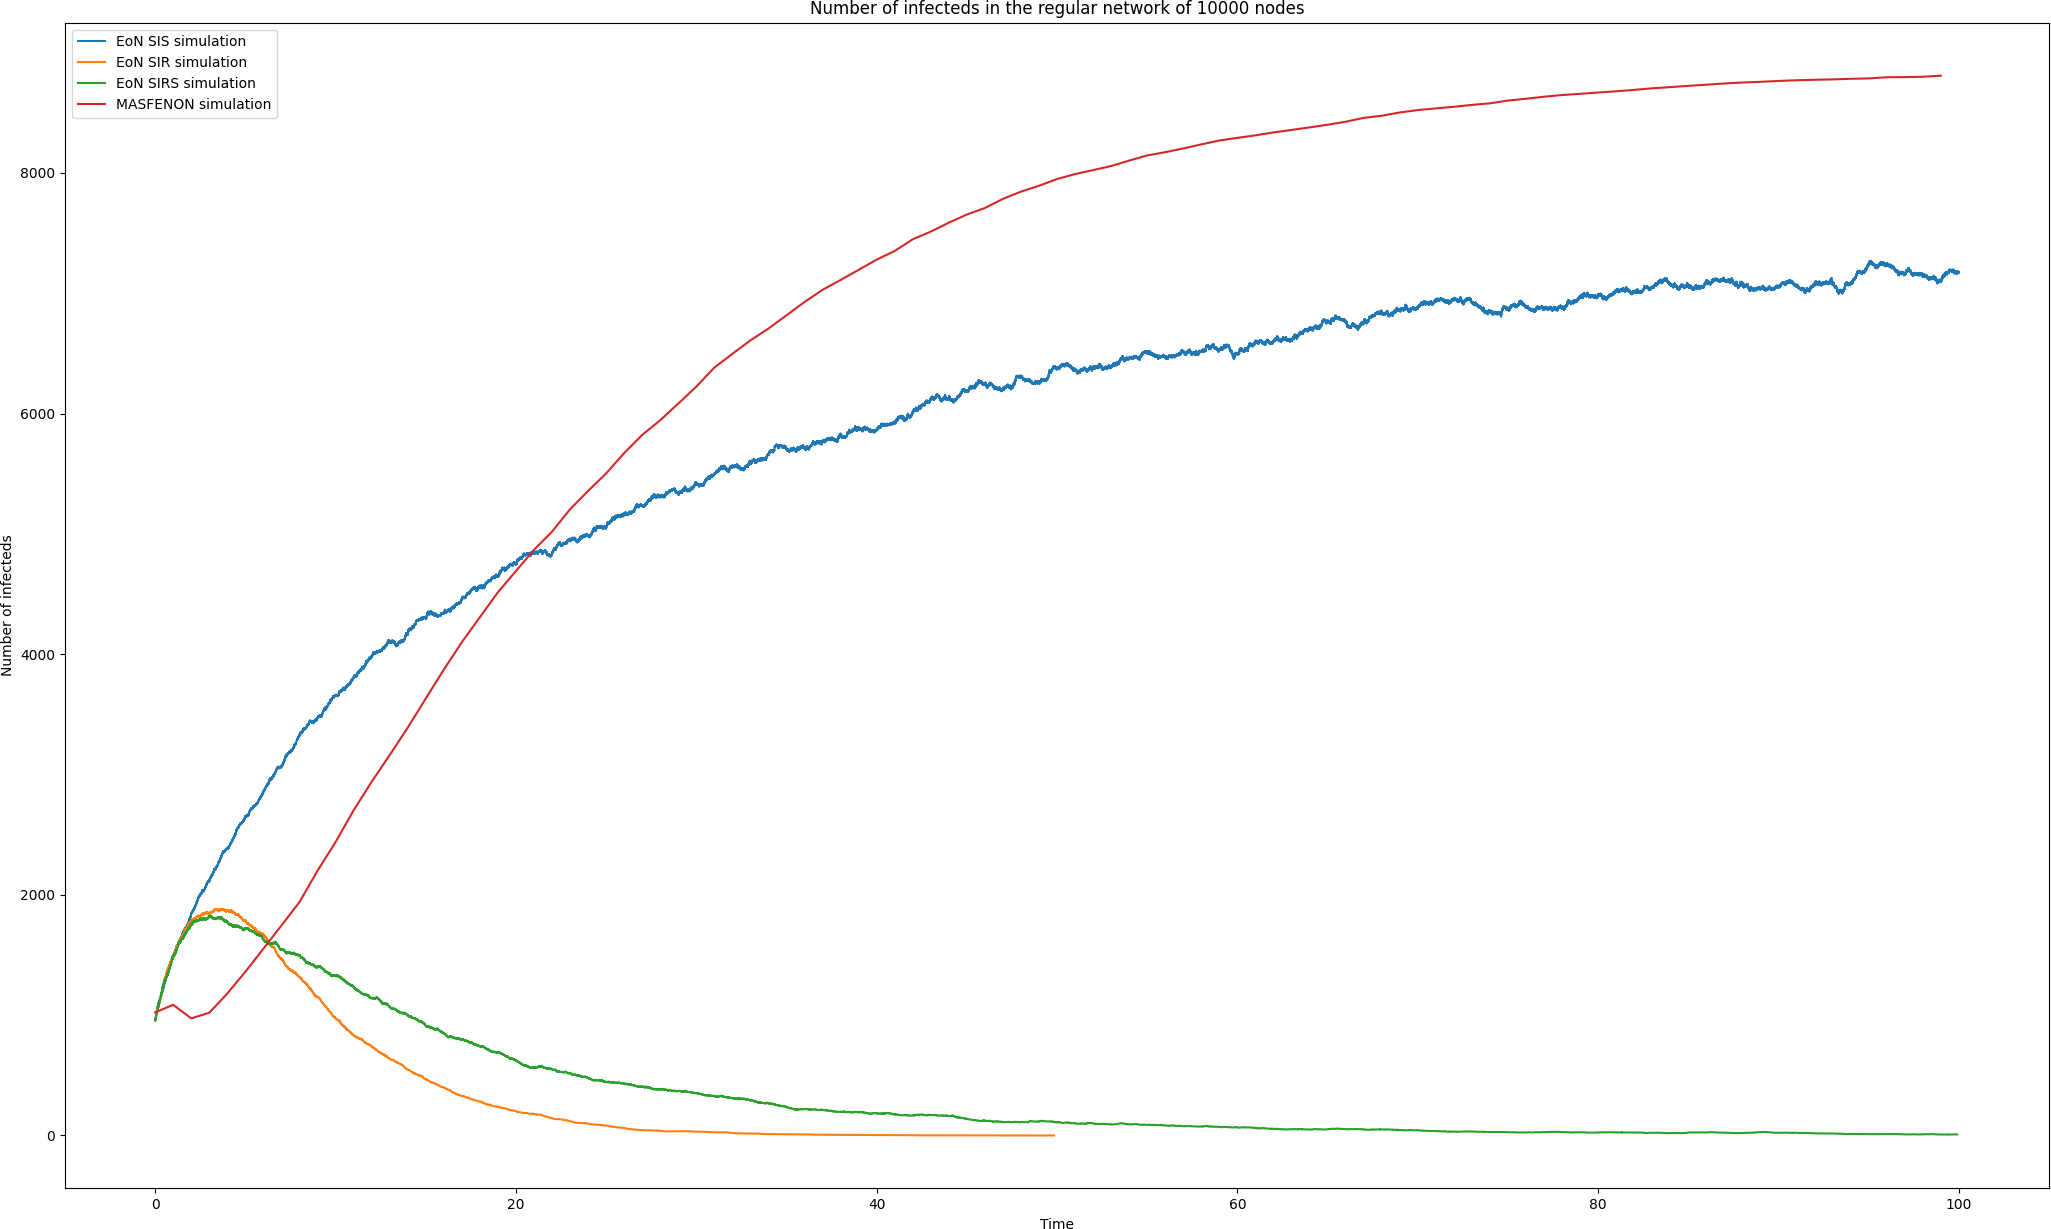 Number of infecteds in the regular network of 10000 nodes
EoN SIS simulation
EoN SIR simulation
EoN SIRS simulation
MASFENON simulation
Number of infecteds
8000
6000
4000
2000
0
0 20 40 60 80 100
Time